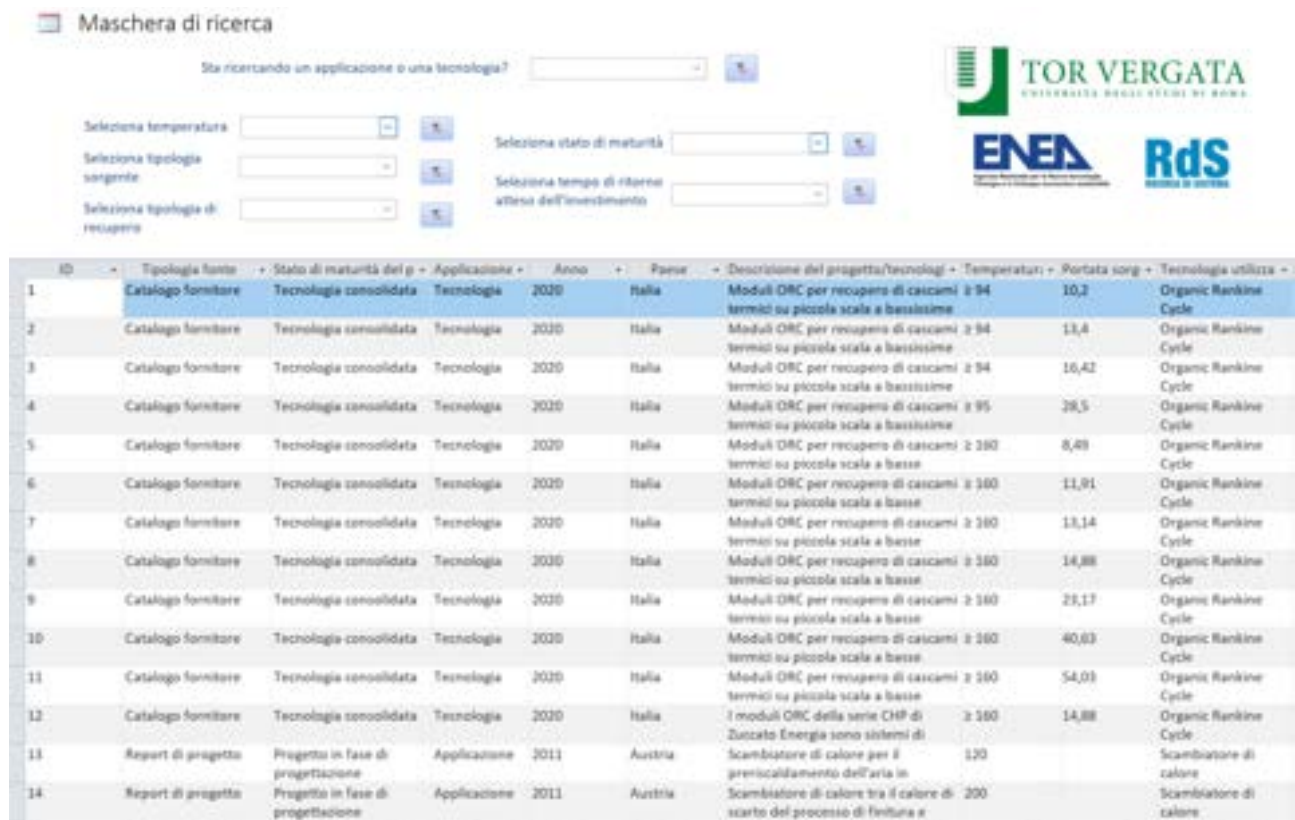 Maschera di ricerca
Sta ricercando un applicazione o una tecnologia?
TOR VERGATA
UNIVERSITÀ DEGLI STUDI DI ROMA
Seleziona temperatura
Seleziona stato di maturità
ENEA
RdS
RICERCA DI SISTEMA
Seleziona tipologia
sorgente
Seleziona tempo di ritorno
atteso dell'investimento
Seleziona tipologia di
recupero
ID Tipologia fonte Stato di maturità del p Applicazione Anno Paese Descrizione del progetto/tecnologi Temperatura Portata sorg Tecnologia utilizza
1 Catalogo fornitore Tecnologia consolidata Tecnologia 2020 Italia Moduli ORC per recupero di cascami ≥ 94 10,2 Organic Rankine
termici su piccola scala a bassissime Cycle
2 Catalogo fornitore Tecnologia consolidata Tecnologia 2020 Italia Moduli ORC per recupero di cascami ≥ 94 13,4 Organic Rankine
termici su piccola scala a bassissime Cycle
3 Catalogo fornitore Tecnologia consolidata Tecnologia 2020 Italia Moduli ORC per recupero di cascami ≥ 94 16,42 Organic Rankine
termici su piccola scala a bassissime Cycle
4 Catalogo fornitore Tecnologia consolidata Tecnologia 2020 Italia Moduli ORC per recupero di cascami ≥ 95 28,5 Organic Rankine
termici su piccola scala a bassissime Cycle
5 Catalogo fornitore Tecnologia consolidata Tecnologia 2020 Italia Moduli ORC per recupero di cascami ≥ 160 8,49 Organic Rankine
termici su piccola scala a basse Cycle
6 Catalogo fornitore Tecnologia consolidata Tecnologia 2020 Italia Moduli ORC per recupero di cascami ≥ 160 11,91 Organic Rankine
termici su piccola scala a basse Cycle
7 Catalogo fornitore Tecnologia consolidata Tecnologia 2020 Italia Moduli ORC per recupero di cascami ≥ 160 13,14 Organic Rankine
termici su piccola scala a basse Cycle
8 Catalogo fornitore Tecnologia consolidata Tecnologia 2020 Italia Moduli ORC per recupero di cascami ≥ 160 14,88 Organic Rankine
termici su piccola scala a basse Cycle
9 Catalogo fornitore Tecnologia consolidata Tecnologia 2020 Italia Moduli ORC per recupero di cascami ≥ 160 23,17 Organic Rankine
termici su piccola scala a basse Cycle
10 Catalogo fornitore Tecnologia consolidata Tecnologia 2020 Italia Moduli ORC per recupero di cascami ≥ 160 40,63 Organic Rankine
termici su piccola scala a basse Cycle
11 Catalogo fornitore Tecnologia consolidata Tecnologia 2020 Italia Moduli ORC per recupero di cascami ≥ 160 54,03 Organic Rankine
termici su piccola scala a basse Cycle
12 Catalogo fornitore Tecnologia consolidata Tecnologia 2020 Italia I moduli ORC della serie CHP di ≥ 160 14,88 Organic Rankine
Zuccato Energia sono sistemi di Cycle
13 Report di progetto Progetto in fase di Applicazione 2011 Austria Scambiatore di calore per il 120 Scambiatore di
progettazione preriscaldamento dell'aria in calore
14 Report di progetto Progetto in fase di Applicazione 2011 Austria Scambiatore di calore tra il calore di 200 Scambiatore di
progettazione scarto del processo di finitura e calore